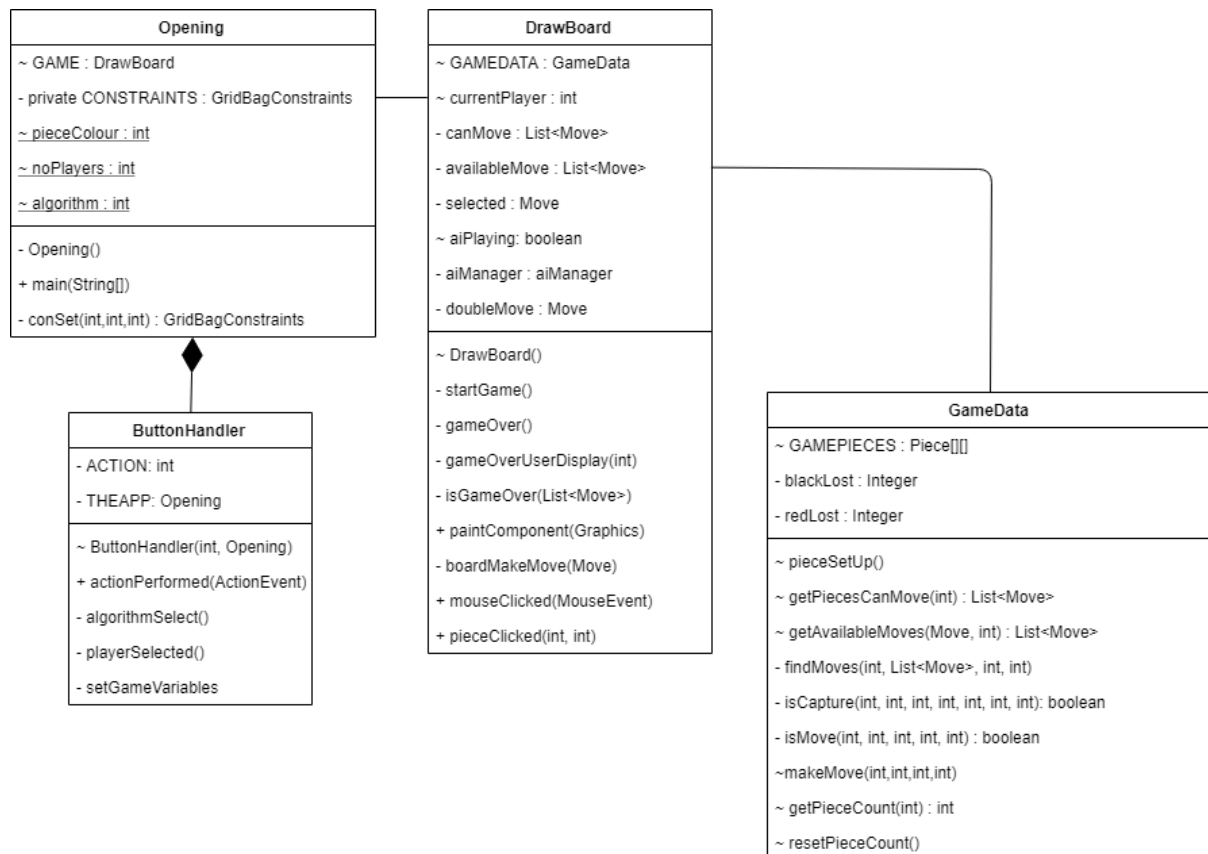 Opening
~ GAME : DrawBoard
- private CONSTRAINTS : GridBagConstraints
~ pieceColour : int
~ noPlayers : int
~ algorithm : int
- Opening()
+ main(String[])
- conSet(int,int,int) : GridBagConstraints
ButtonHandler
- ACTION: int
- THEAPP: Opening
~ ButtonHandler(int, Opening)
+ actionPerformed(ActionEvent)
- algorithmSelect()
- playerSelected()
- setGameVariables
DrawBoard
~ GAMEDATA : GameData
~ currentPlayer : int
- canMove : List<Move>
- availableMove : List<Move>
- selected : Move
~ aiPlaying: boolean
- aiManager : aiManager
- doubleMove : Move
~ DrawBoard()
- startGame()
- gameOver()
- gameOverUserDisplay(int)
- isGameOver(List<Move>)
+ paintComponent(Graphics)
- boardMakeMove(Move)
+ mouseClicked(MouseEvent)
+ pieceClicked(int, int)
GameData
~ GAMEPIECES : Piece[][]
- blackLost : Integer
- redLost : Integer
~ pieceSetUp()
~ getPiecesCanMove(int) : List<Move>
~ getAvailableMoves(Move, int) : List<Move>
- findMoves(int, List<Move>, int, int)
- isCapture(int, int, int, int, int, int, int): boolean
- isMove(int, int, int, int, int) : boolean
~makeMove(int,int,int,int)
~ getPieceCount(int) : int
~ resetPieceCount()